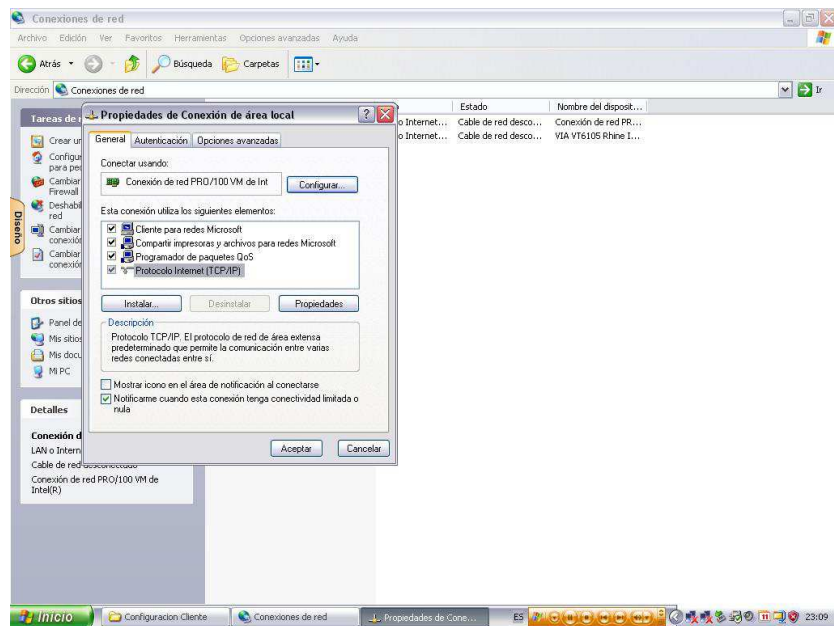 Conexiones de red
Archivo Edición Ver Favoritos Herramientas Opciones avanzadas Ayuda
Atrás Búsqueda Carpetas
Dirección Conexiones de red Ir
Tareas de
Crear un
Configur
para peq
Cambiar
Firewall
Deshabil
red
Cambiar
conexión
Cambiar
conexión
Otros sitios
Panel de
Mis sitios
Mis docu
Mi PC
Detalles
Conexión d
LAN o Intern
Cable de red desconectado
Conexión de red PRO/100 VM de
Intel(R)
Diseño
Propiedades de Conexión de área local
General Autenticación Opciones avanzadas
Conectar usando:
Conexión de red PRO/100 VM de Int Configurar...
Esta conexión utiliza los siguientes elementos:
Cliente para redes Microsoft
Compartir impresoras y archivos para redes Microsoft
Programador de paquetes QoS
Protocolo Internet (TCP/IP)
Instalar... Desinstalar Propiedades
Descripción
Protocolo TCP/IP. El protocolo de red de área extensa
predeterminado que permite la comunicación entre varias
redes conectadas entre sí.
Mostrar icono en el área de notificación al conectarse
Notificarme cuando esta conexión tenga conectividad limitada o
nula
Aceptar Cancelar
Estado Nombre del disposit...
o Internet... Cable de red desco... Conexión de red PR...
o Internet... Cable de red desco... VIA VT6105 Rhine I...
Inicio Configuracion Cliente Conexiones de red Propiedades de Cone... ES 23:09